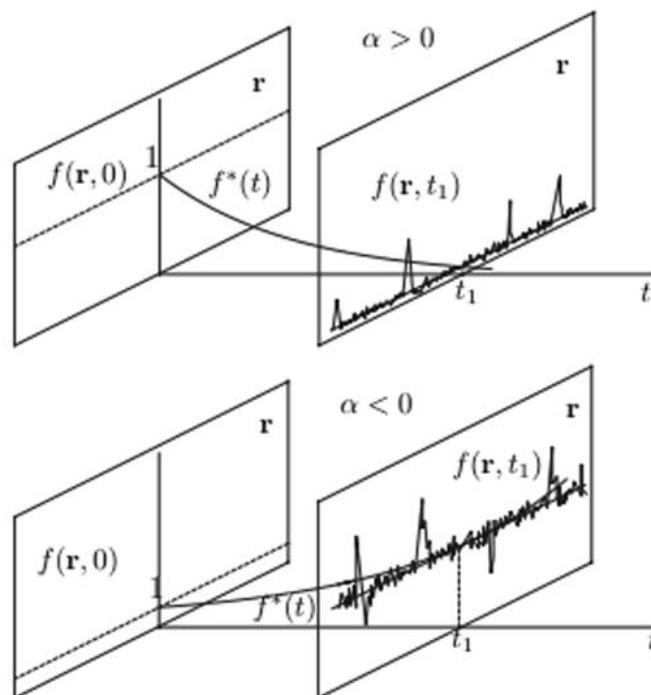 α > 0
r
r
f(r, 0)
1
f*(t)
f(r, t₁)
t₁
t
α < 0
r
r
f(r, t₁)
f(r, 0)
1
f*(t)
t₁
t